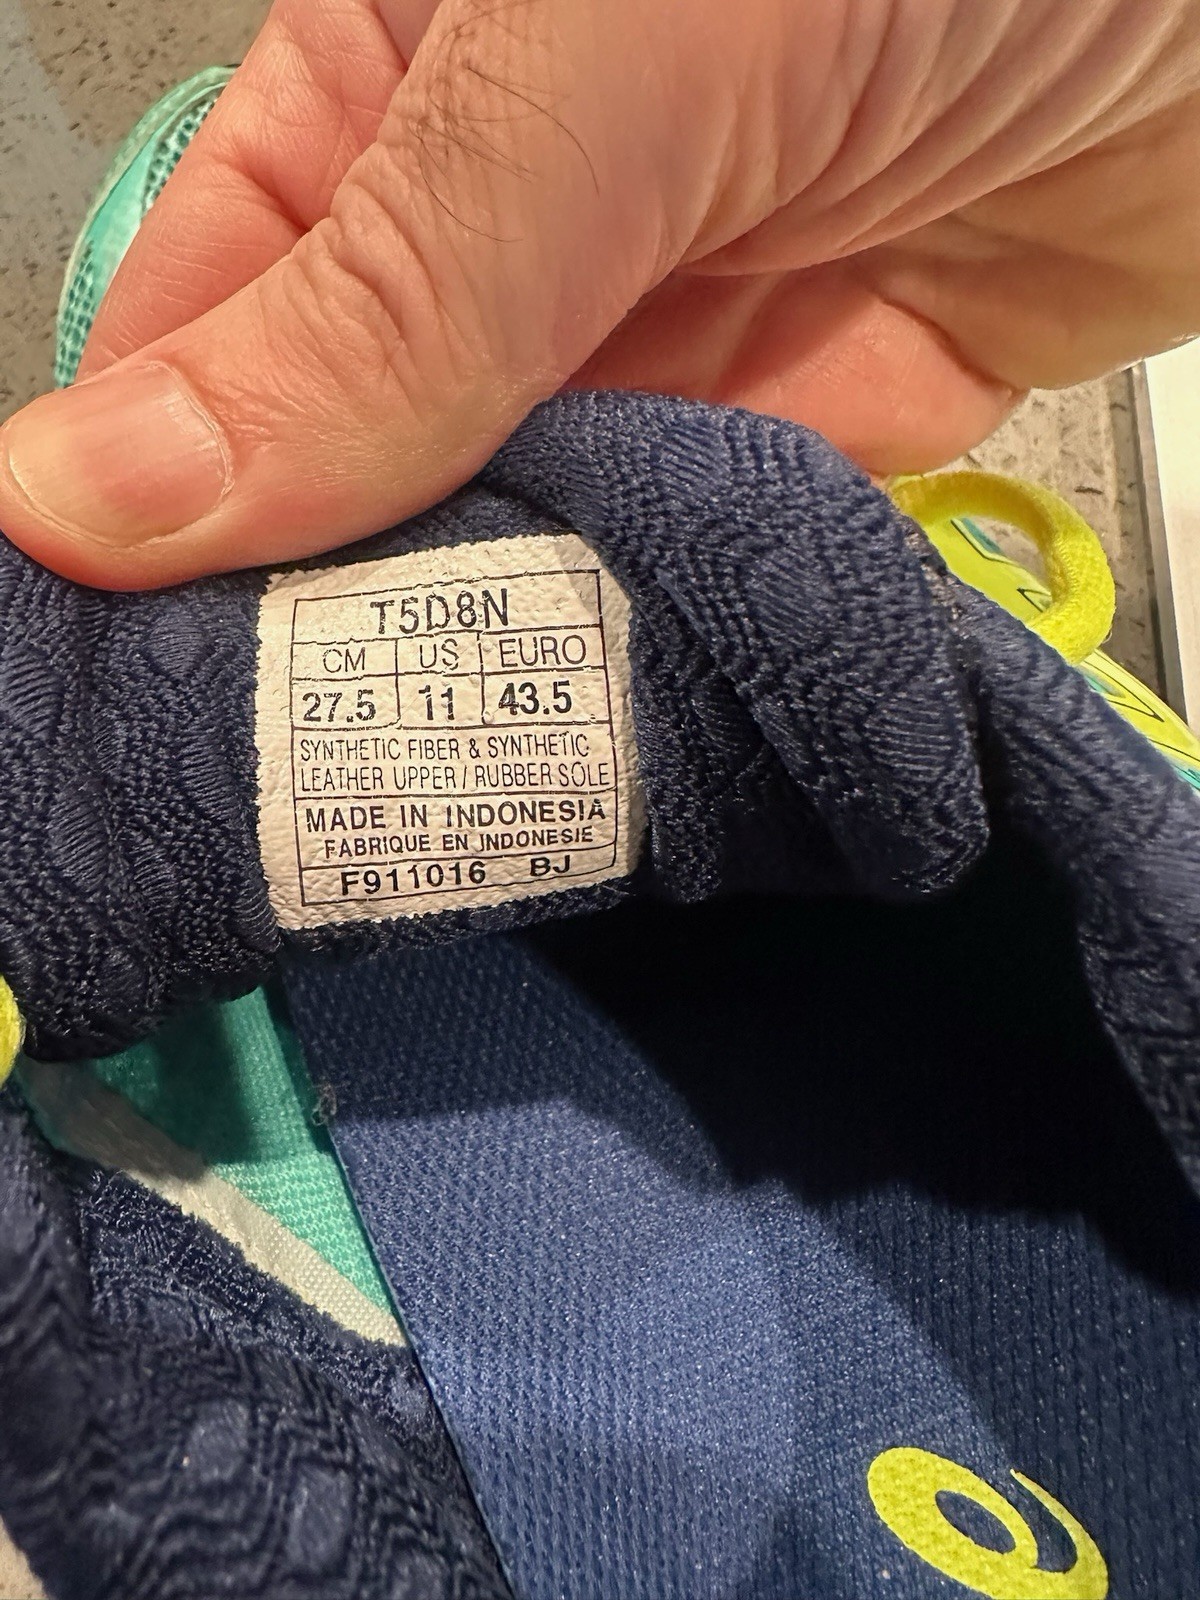 T5D8N
CM US EURO
27.5 11 43.5
SYNTHETIC FIBER & SYNTHETIC
LEATHER UPPER / RUBBER SOLE
MADE IN INDONESIA
FABRIQUE EN INDONESIE
F911016 BJ